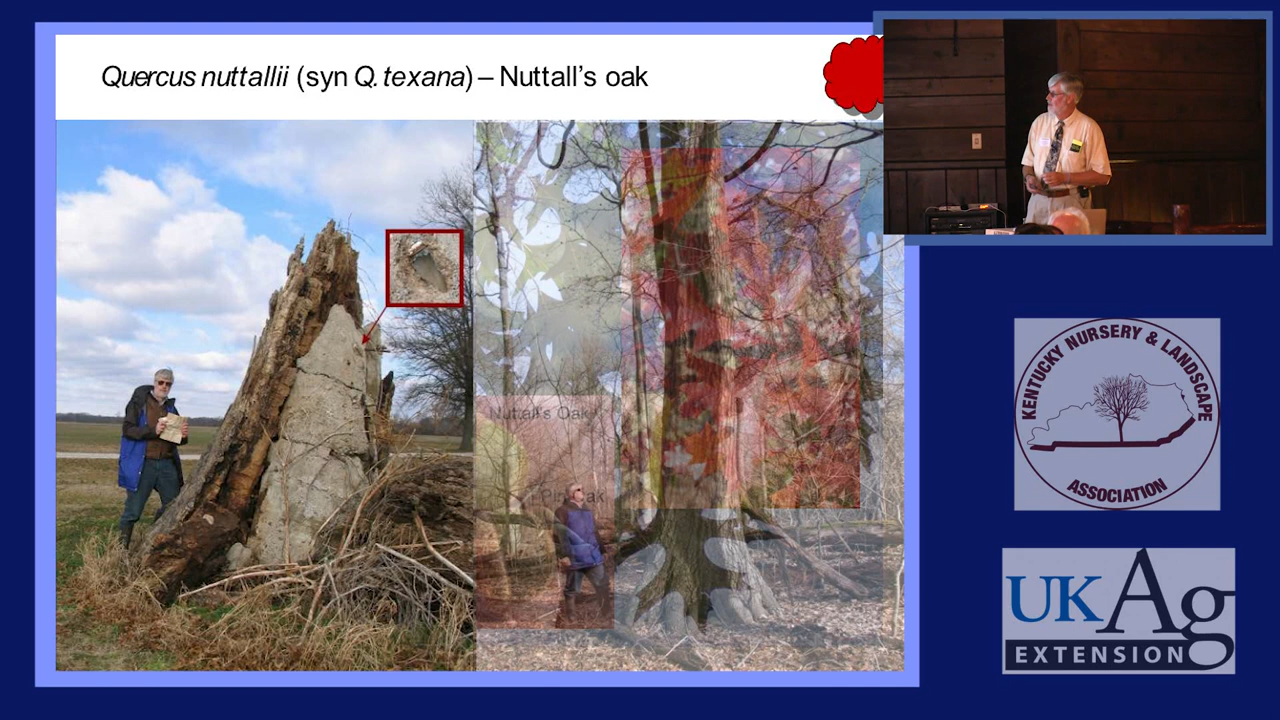 Quercus nuttallii (syn Q. texana) – Nuttall's oak
Nuttall's Oak
Pin Oak
KENTUCKY NURSERY & LANDSCAPE
ASSOCIATION
UKAg
EXTENSION